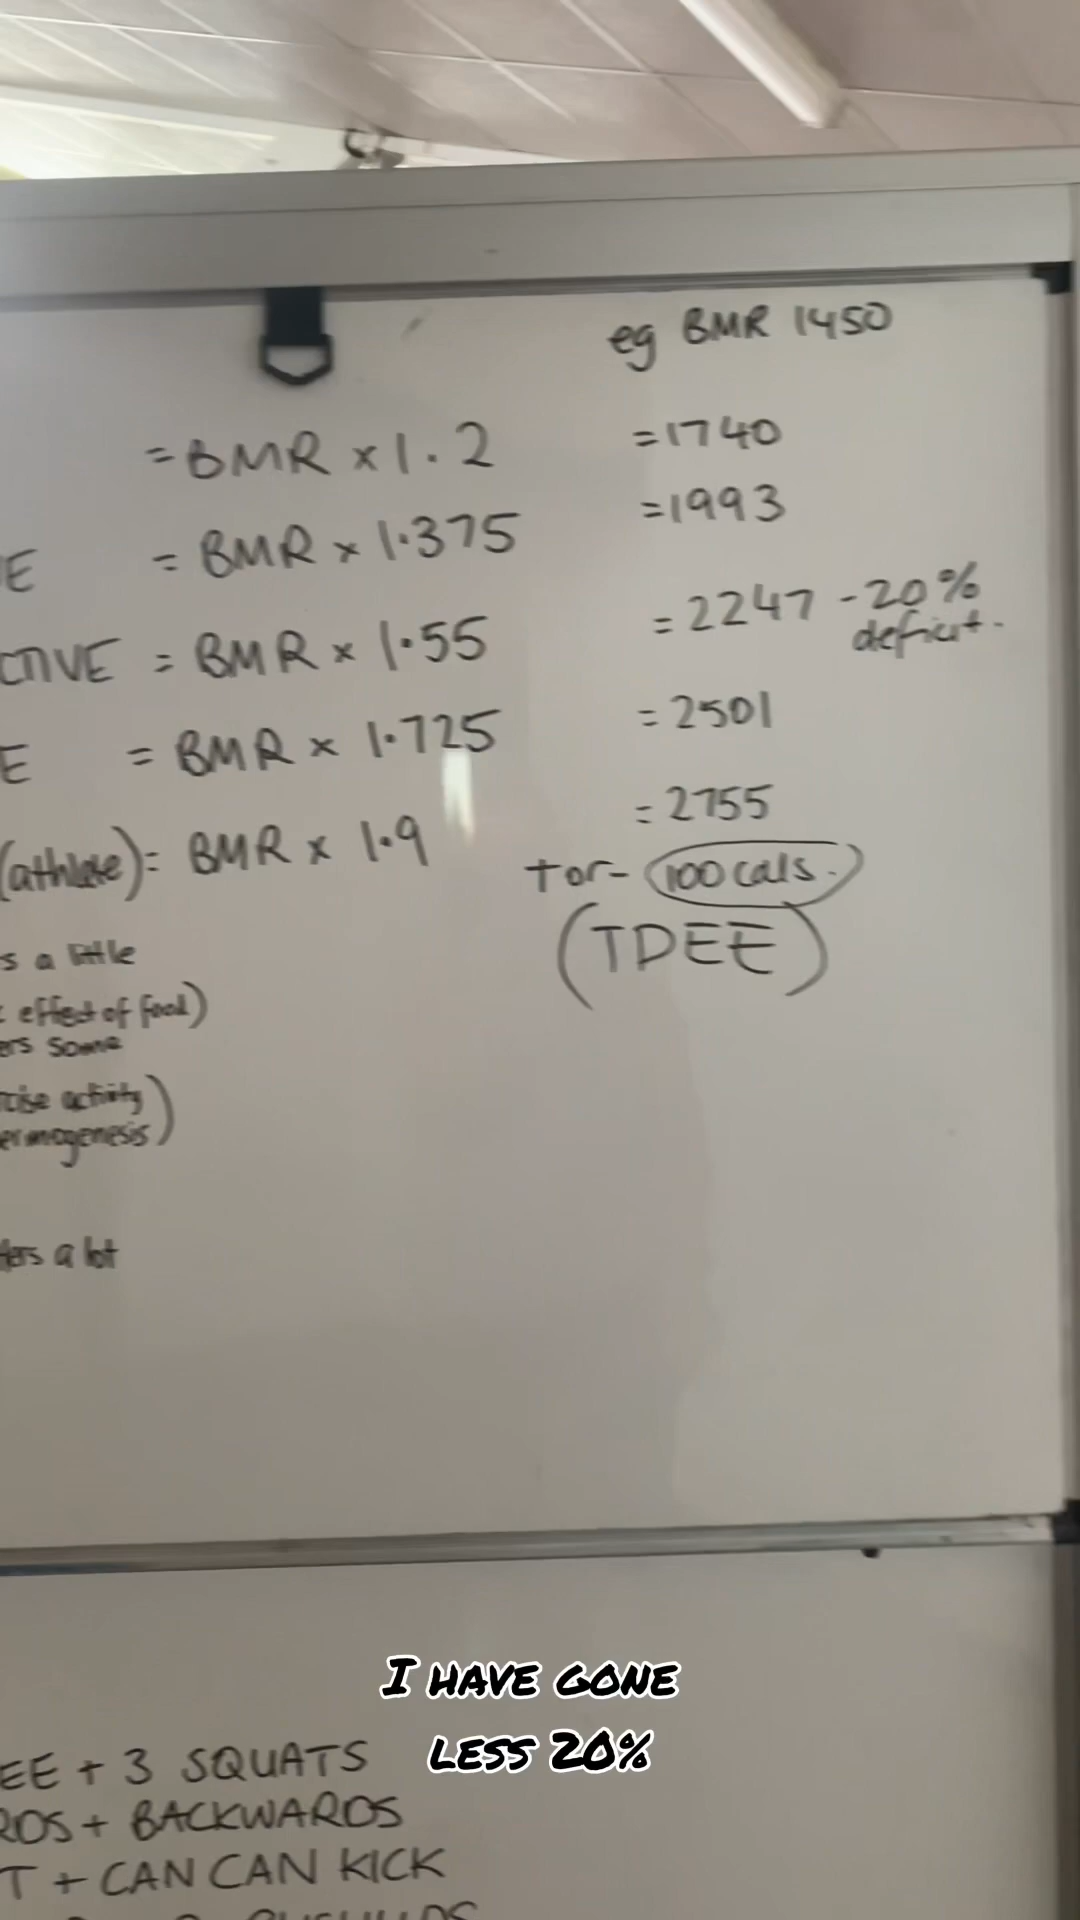 eg BMR 1450
= BMR x 1.2 = 1740
E = BMR x 1.375 = 1993
CTIVE = BMR x 1.55 = 2247 - 20% deficit.
E = BMR x 1.725 = 2501
(athlete): = BMR x 1.9 = 2755
+ or - 100 cals.
(TDEE)
s a little
effect of food)
ers some
cise activity
ermogenesis)
ters a lot
I HAVE GONE
LESS 20%
EE + 3 SQUATS
RDS + BACKWARDS
T + CAN CAN KICK